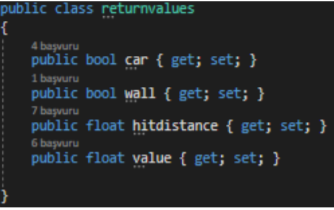 public class returnvalues
{
4 başvuru
public bool car { get; set; }
1 başvuru
public bool wall { get; set; }
7 başvuru
public float hitdistance { get; set; }
6 başvuru
public float value { get; set; }
}